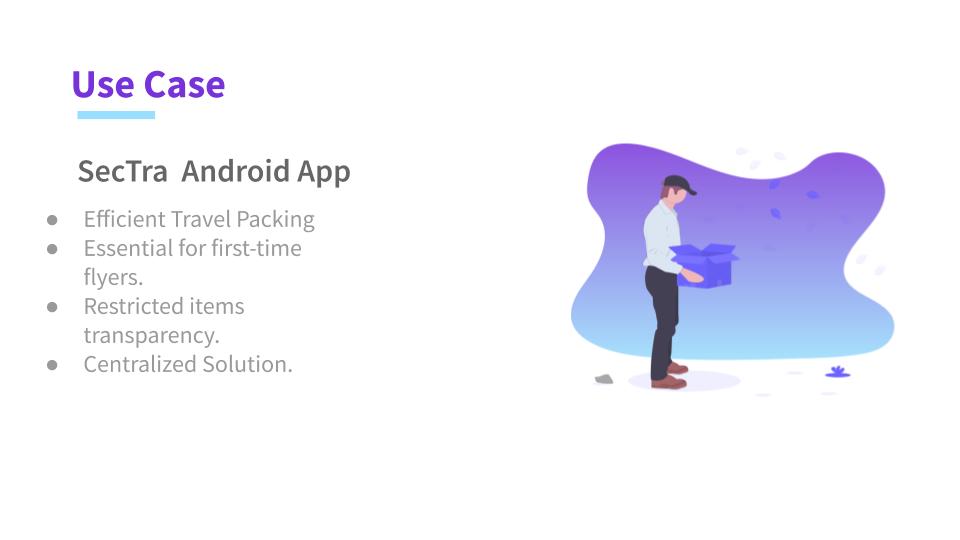 Use Case
SecTra  Android App
● Efficient Travel Packing
● Essential for first-time
flyers.
● Restricted items
transparency.
● Centralized Solution.